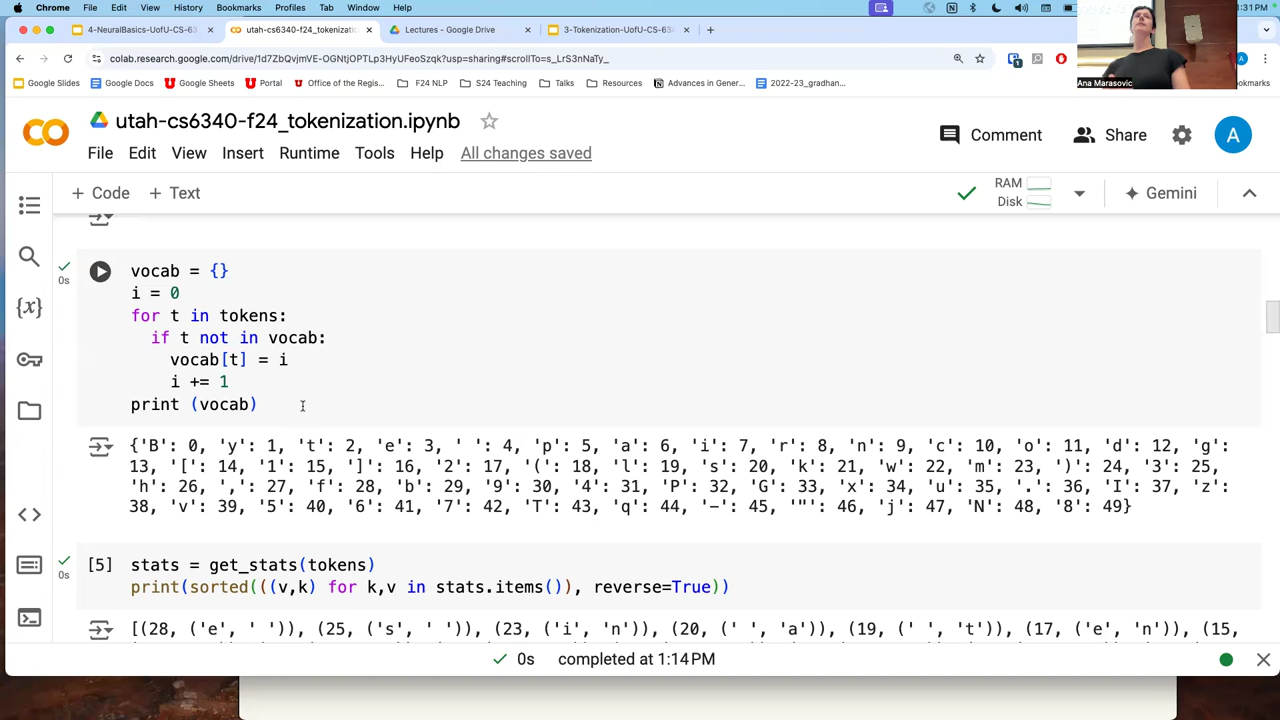 Chrome File Edit View History Bookmarks Profiles Tab Window Help
1:31 PM
4-NeuralBasics-UofU-CS-63
utah-cs6340-f24_tokenizatio
Lectures - Google Drive
3-Tokenization-UofU-CS-634
colab.research.google.com/drive/1d7ZbQvjmVE-OGNtjOPTLp3HyUFeoSzqk?usp=sharing#scrollTo=s_LrS3nNaTy_
Google Slides Google Docs Google Sheets Portal Office of the Regis... F24 NLP S24 Teaching Talks Resources Advances in Gener... 2022-23_gradhan...
Bookmarks
Ana Marasovic
utah-cs6340-f24_tokenization.ipynb
Comment Share A
File Edit View Insert Runtime Tools Help All changes saved
+ Code + Text
RAM
Disk
Gemini
0s
vocab = {}
i = 0
for t in tokens:
if t not in vocab:
vocab[t] = i
i += 1
print (vocab)
{'B': 0, 'y': 1, 't': 2, 'e': 3, ' ': 4, 'p': 5, 'a': 6, 'i': 7, 'r': 8, 'n': 9, 'c': 10, 'o': 11, 'd': 12, 'g':
13, '[': 14, '1': 15, ']': 16, '2': 17, '(': 18, 'l': 19, 's': 20, 'k': 21, 'w': 22, 'm': 23, ')': 24, '3': 25,
'h': 26, ',': 27, 'f': 28, 'b': 29, '9': 30, '4': 31, 'P': 32, 'G': 33, 'x': 34, 'u': 35, '.': 36, 'I': 37, 'z':
38, 'v': 39, '5': 40, '6': 41, '7': 42, 'T': 43, 'q': 44, '-': 45, '"': 46, 'j': 47, 'N': 48, '8': 49}
0s
[5]
stats = get_stats(tokens)
print(sorted(((v,k) for k,v in stats.items()), reverse=True))
[(28, ('e', ' ')), (25, ('s', ' ')), (23, ('i', 'n')), (20, (' ', 'a')), (19, (' ', 't')), (17, ('e', 'n')), (15,
0s completed at 1:14 PM